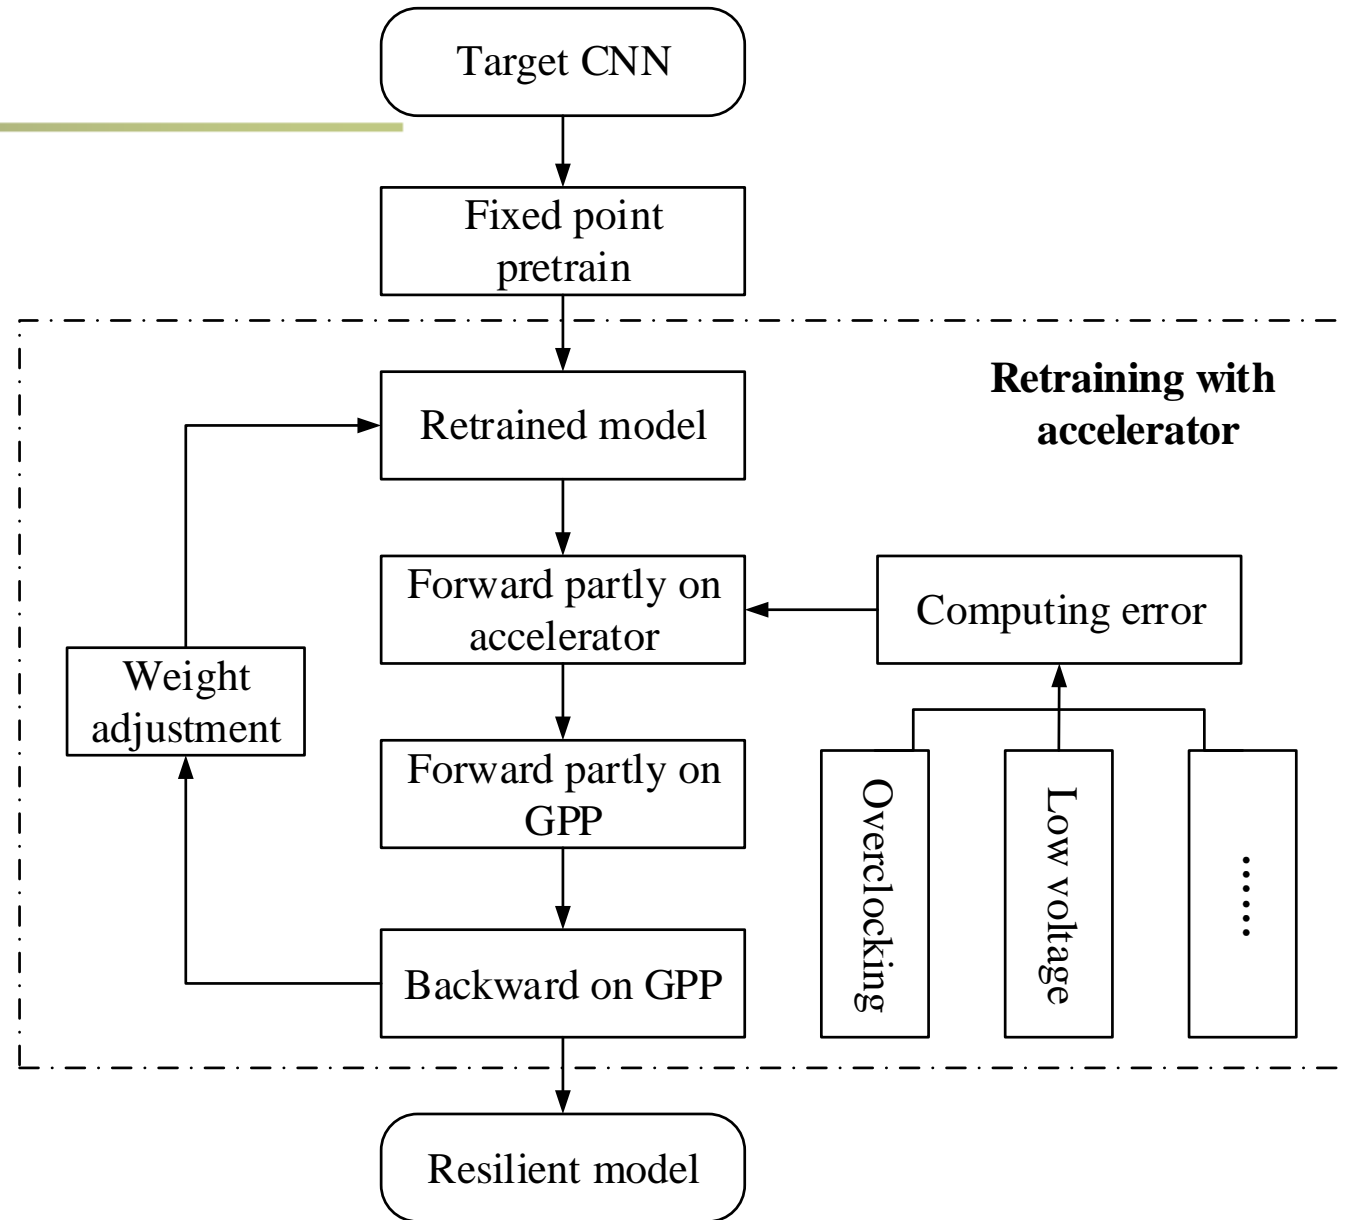 Target CNN
Fixed point
pretrain
Retraining with
accelerator
Retrained model
Forward partly on
accelerator
Computing error
Weight
adjustment
Forward partly on
GPP
Overclocking
Low voltage
......
Backward on GPP
Resilient model